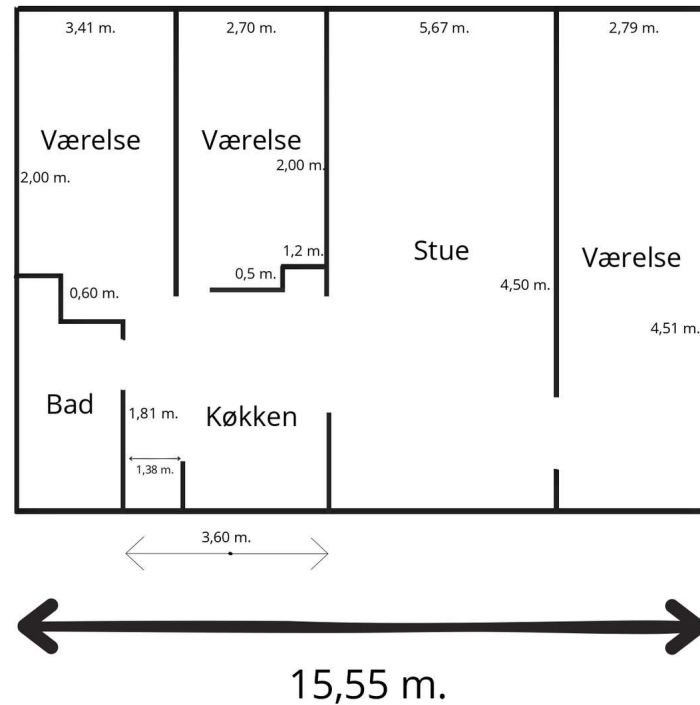 3,41 m.
2,70 m.
5,67 m.
2,79 m.
Værelse
Værelse
2,00 m.
2,00 m.
1,2 m.
Stue
Værelse
0,5 m.
4,50 m.
0,60 m.
4,51 m.
Bad
1,81 m.
Køkken
1,38 m.
3,60 m.
15,55 m.